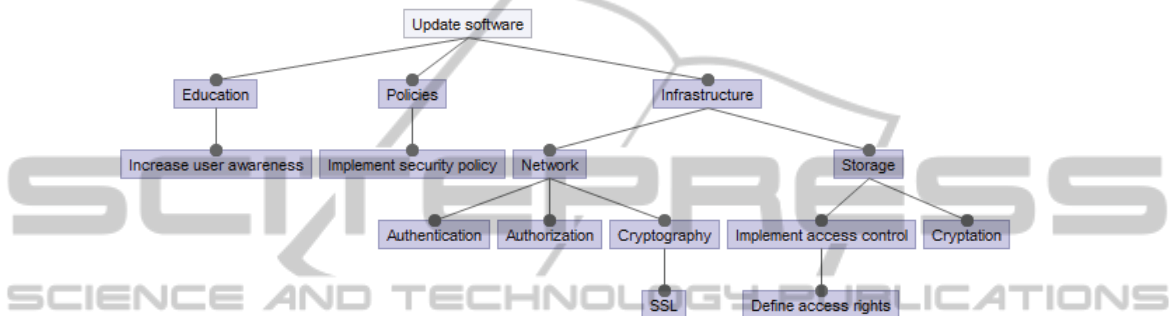 Update software
Education
Policies
Infrastructure
Increase user awareness
Implement security policy
Network
Storage
SCITEPRESS
Authentication
Authorization
Cryptography
Implement access control
Cryptation
SCIENCE AND TECHNOLOGY PUBLICATIONS
SSL
Define access rights